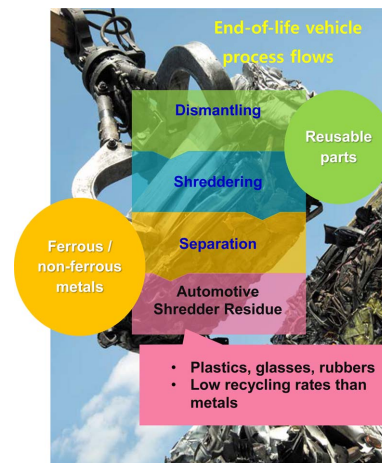 End-of-life vehicle
process flows
Dismantling
Reusable
parts
Shreddering
Ferrous /
non-ferrous
metals
Separation
Automotive
Shredder Residue
• Plastics, glasses, rubbers
• Low recycling rates than
metals